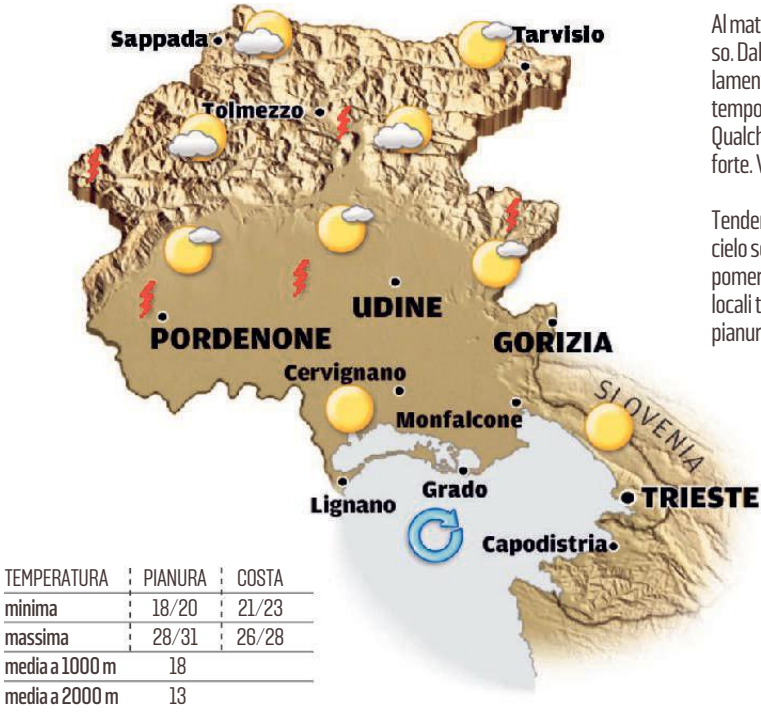 Sappada
Tarvisio
Tolmezzo
UDINE
PORDENONE
GORIZIA
Cervignano
Monfalcone
SLOVENIA
Grado
Lignano
TRIESTE
Capodistria
TEMPERATURA PIANURA COSTA
minima 18/20 21/23
massima 28/31 26/28
media a 1000 m 18
media a 2000 m 13
Al mat
so. Dal
lamen
tempo
Qualch
forte. V
Tender
cielo s
pomer
locali t
pianur